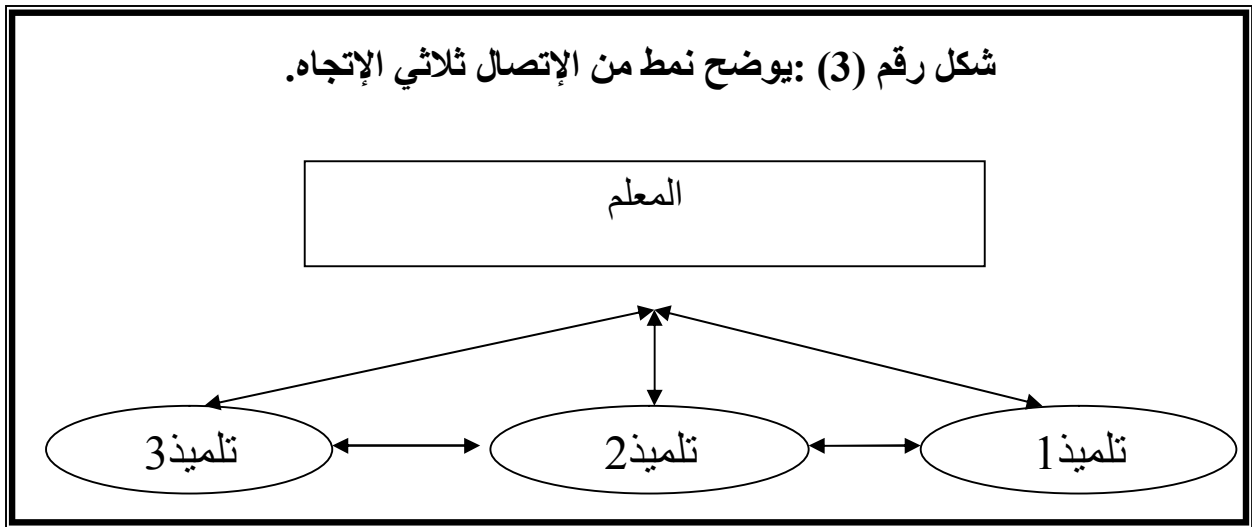 شكل رقم (3) :يوضح نمط من الإتصال ثلاثي الإتجاه.
المعلم
تلميذ1
تلميذ2
تلميذ3